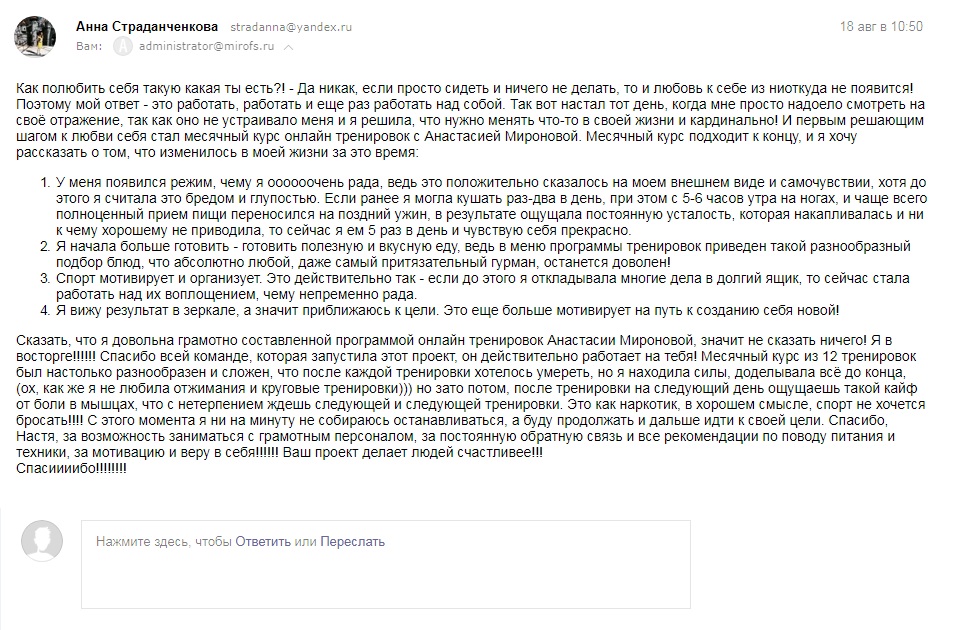 Анна Страданченкова stradanna@yandex.ru 18 авг в 10:50
Вам: A administrator@mirofs.ru
Как полюбить себя такую какая ты есть?! - Да никак, если просто сидеть и ничего не делать, то и любовь к себе из ниоткуда не появится!
Поэтому мой ответ - это работать, работать и еще раз работать над собой. Так вот настал тот день, когда мне просто надоело смотреть на
своё отражение, так как оно не устраивало меня и я решила, что нужно менять что-то в своей жизни и кардинально! И первым решающим
шагом к любви себя стал месячный курс онлайн тренировок с Анастасией Мироновой. Месячный курс подходит к концу, и я хочу
рассказать о том, что изменилось в моей жизни за это время:
1. У меня появился режим, чему я ооооооочень рада, ведь это положительно сказалось на моем внешнем виде и самочувствии, хотя до
этого я считала это бредом и глупостью. Если ранее я могла кушать раз-два в день, при этом с 5-6 часов утра на ногах, и чаще всего
полноценный прием пищи переносился на поздний ужин, в результате ощущала постоянную усталость, которая накапливалась и ни
к чему хорошему не приводила, то сейчас я ем 5 раз в день и чувствую себя прекрасно.
2. Я начала больше готовить - готовить полезную и вкусную еду, ведь в меню программы тренировок приведен такой разнообразный
подбор блюд, что абсолютно любой, даже самый притязательный гурман, останется доволен!
3. Спорт мотивирует и организует. Это действительно так - если до этого я откладывала многие дела в долгий ящик, то сейчас стала
работать над их воплощением, чему непременно рада.
4. Я вижу результат в зеркале, а значит приближаюсь к цели. Это еще больше мотивирует на путь к созданию себя новой!
Сказать, что я довольна грамотно составленной программой онлайн тренировок Анастасии Мироновой, значит не сказать ничего! Я в
восторге!!!!!! Спасибо всей команде, которая запустила этот проект, он действительно работает на тебя! Месячный курс из 12 тренировок
был настолько разнообразен и сложен, что после каждой тренировки хотелось умереть, но я находила силы, доделывала всё до конца,
(ох, как же я не любила отжимания и круговые тренировки))) но зато потом, после тренировки на следующий день ощущаешь такой кайф
от боли в мышцах, что с нетерпением ждешь следующей и следующей тренировки. Это как наркотик, в хорошем смысле, спорт не хочется
бросать!!!! С этого момента я ни на минуту не собираюсь останавливаться, а буду продолжать и дальше идти к своей цели. Спасибо,
Настя, за возможность заниматься с грамотным персоналом, за постоянную обратную связь и все рекомендации по поводу питания и
техники, за мотивацию и веру в себя!!!!!! Ваш проект делает людей счастливее!!!
Спасииииибо!!!!!!!!
Нажмите здесь, чтобы Ответить или Переслать